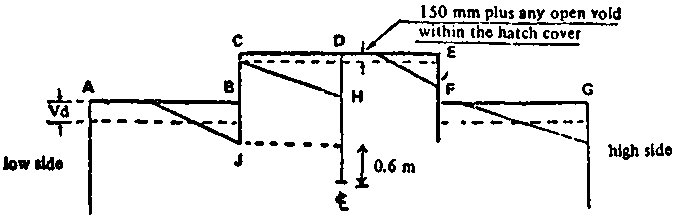 150 mm plus any open void
within the hatch cover
C D E
A B H F G
Vd
J
low side
0.6 m
high side
℄